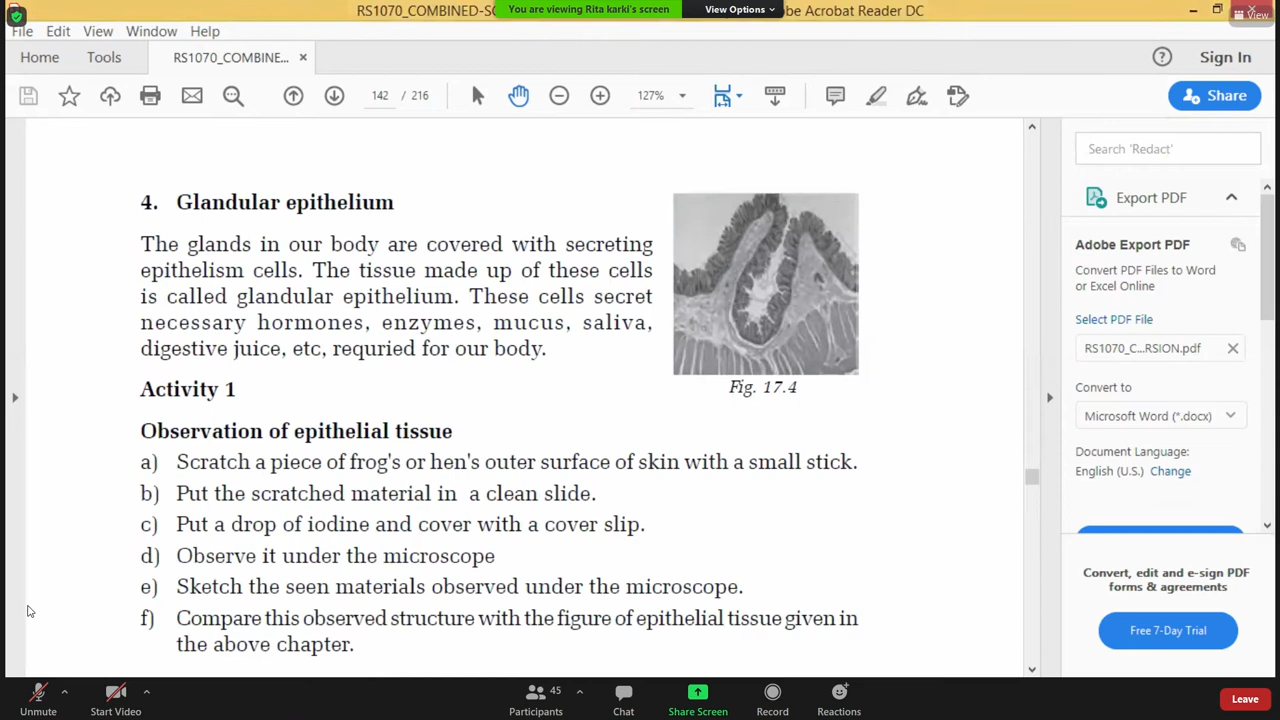 RS1070_COMBINED-SC
You are viewing Rita karki's screen
View Options
obe Acrobat Reader DC
View
File Edit View Window Help
Home Tools RS1070_COMBINE... × Sign In
142 / 216 127% Share
Search 'Redact'
4. Glandular epithelium
The glands in our body are covered with secreting
epithelism cells. The tissue made up of these cells
is called glandular epithelium. These cells secret
necessary hormones, enzymes, mucus, saliva,
digestive juice, etc, requried for our body.
Fig. 17.4
Activity 1
Observation of epithelial tissue
a) Scratch a piece of frog's or hen's outer surface of skin with a small stick.
b) Put the scratched material in a clean slide.
c) Put a drop of iodine and cover with a cover slip.
d) Observe it under the microscope
e) Sketch the seen materials observed under the microscope.
f) Compare this observed structure with the figure of epithelial tissue given in
the above chapter.
Export PDF
Adobe Export PDF
Convert PDF Files to Word
or Excel Online
Select PDF File
RS1070_C...RSION.pdf
Convert to
Microsoft Word (*.docx)
Document Language:
English (U.S.) Change
Convert, edit and e-sign PDF
forms & agreements
Free 7-Day Trial
Unmute Start Video 45 Participants Chat Share Screen Record Reactions Leave